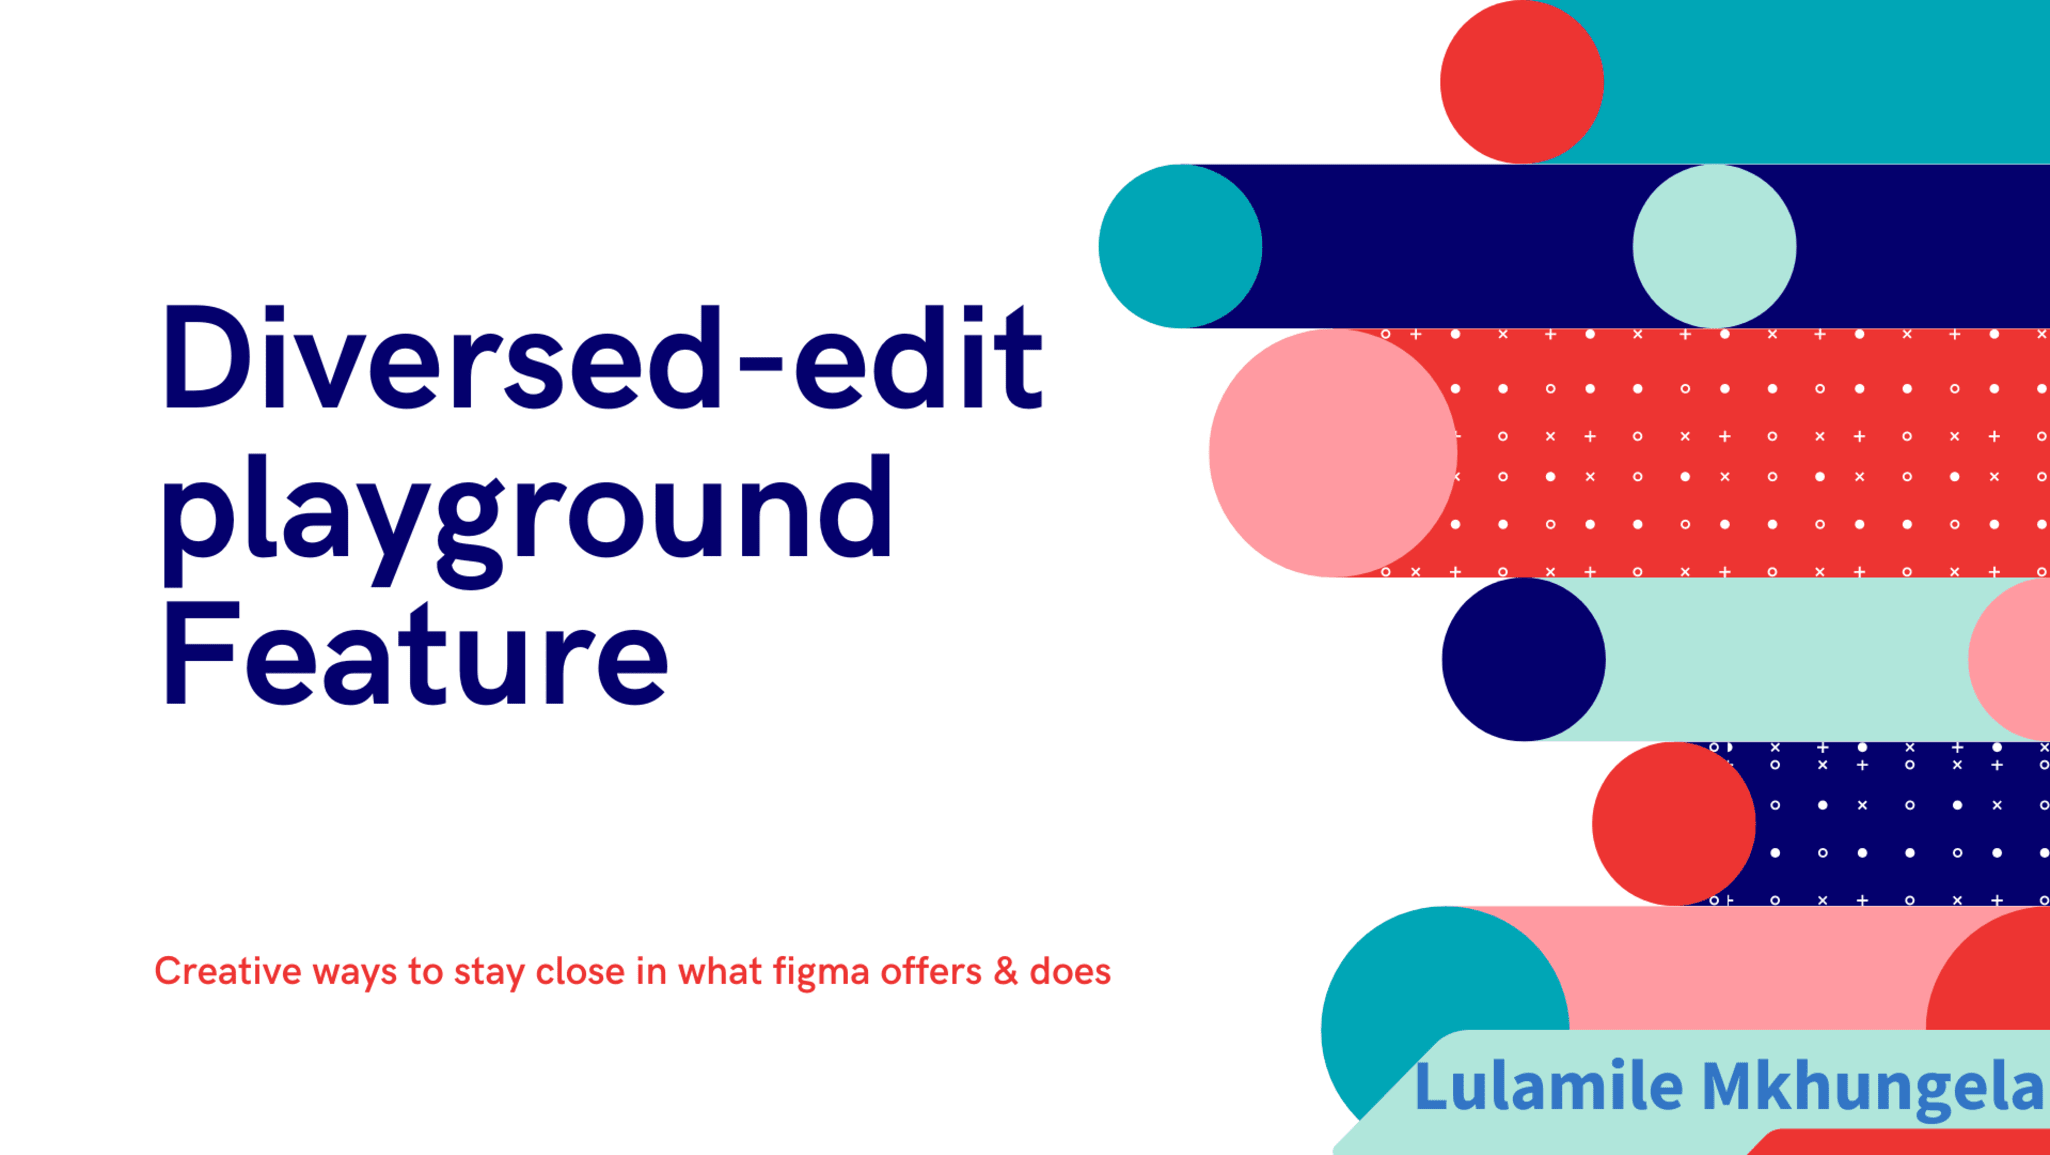 Diversed-edit
playground
Feature
Creative ways to stay close in what figma offers & does
Lulamile Mkhungela